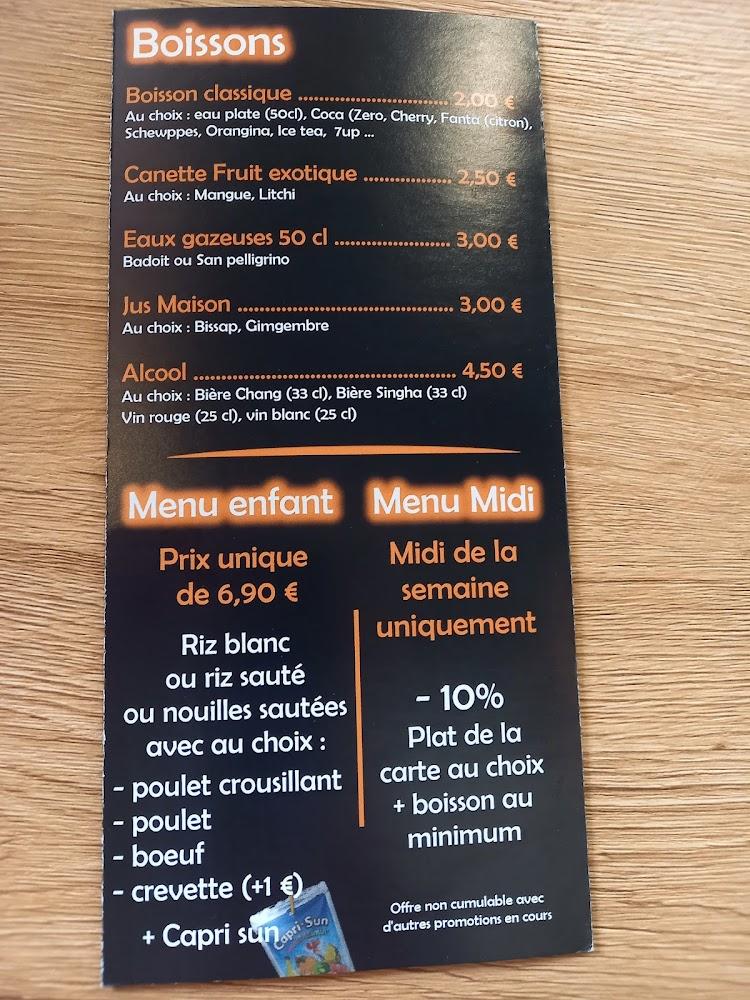 Boissons
Boisson classique ................................ 2,00 €
Au choix : eau plate (50cl), Coca (Zero, Cherry, Fanta (citron),
Schewppes, Orangina, Ice tea, 7up ...
Canette Fruit exotique .................. 2,50 €
Au choix : Mangue, Litchi
Eaux gazeuses 50 cl ........................ 3,00 €
Badoit ou San pelligrino
Jus Maison ............................................. 3,00 €
Au choix : Bissap, Gimgembre
Alcool ....................................................... 4,50 €
Au choix : Bière Chang (33 cl), Bière Singha (33 cl)
Vin rouge (25 cl), vin blanc (25 cl)
Menu enfant
Prix unique
de 6,90 €
Riz blanc
ou riz sauté
ou nouilles sautées
avec au choix :
- poulet crousillant
- poulet
- boeuf
- crevette (+1 €)
+ Capri sun
Capri-Sun
Menu Midi
Midi de la
semaine
uniquement
- 10%
Plat de la
carte au choix
+ boisson au
minimum
Offre non cumulable avec
d'autres promotions en cours